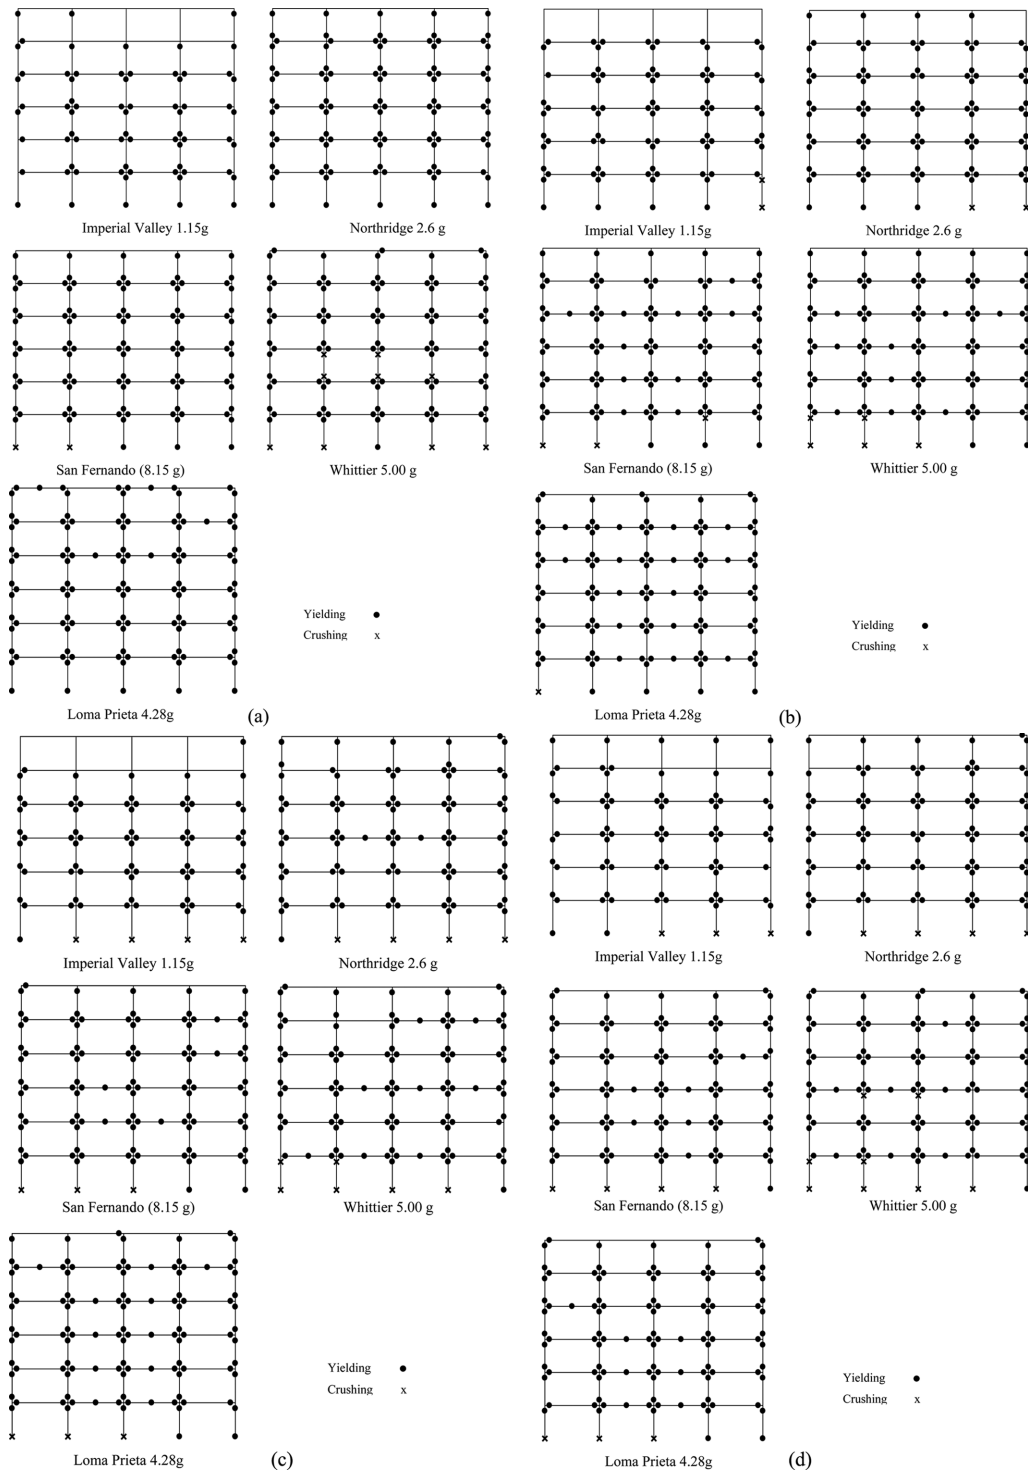 Imperial Valley 1.15g
Northridge 2.6 g
Imperial Valley 1.15g
Northridge 2.6 g
San Fernando (8.15 g)
Whittier 5.00 g
San Fernando (8.15 g)
Whittier 5.00 g
Yielding
Crushing x
Yielding
Crushing x
Loma Prieta 4.28g
(a)
Loma Prieta 4.28g
(b)
Imperial Valley 1.15g
Northridge 2.6 g
Imperial Valley 1.15g
Northridge 2.6 g
San Fernando (8.15 g)
Whittier 5.00 g
San Fernando (8.15 g)
Whittier 5.00 g
Yielding
Crushing x
Yielding
Crushing x
Loma Prieta 4.28g
(c)
Loma Prieta 4.28g
(d)